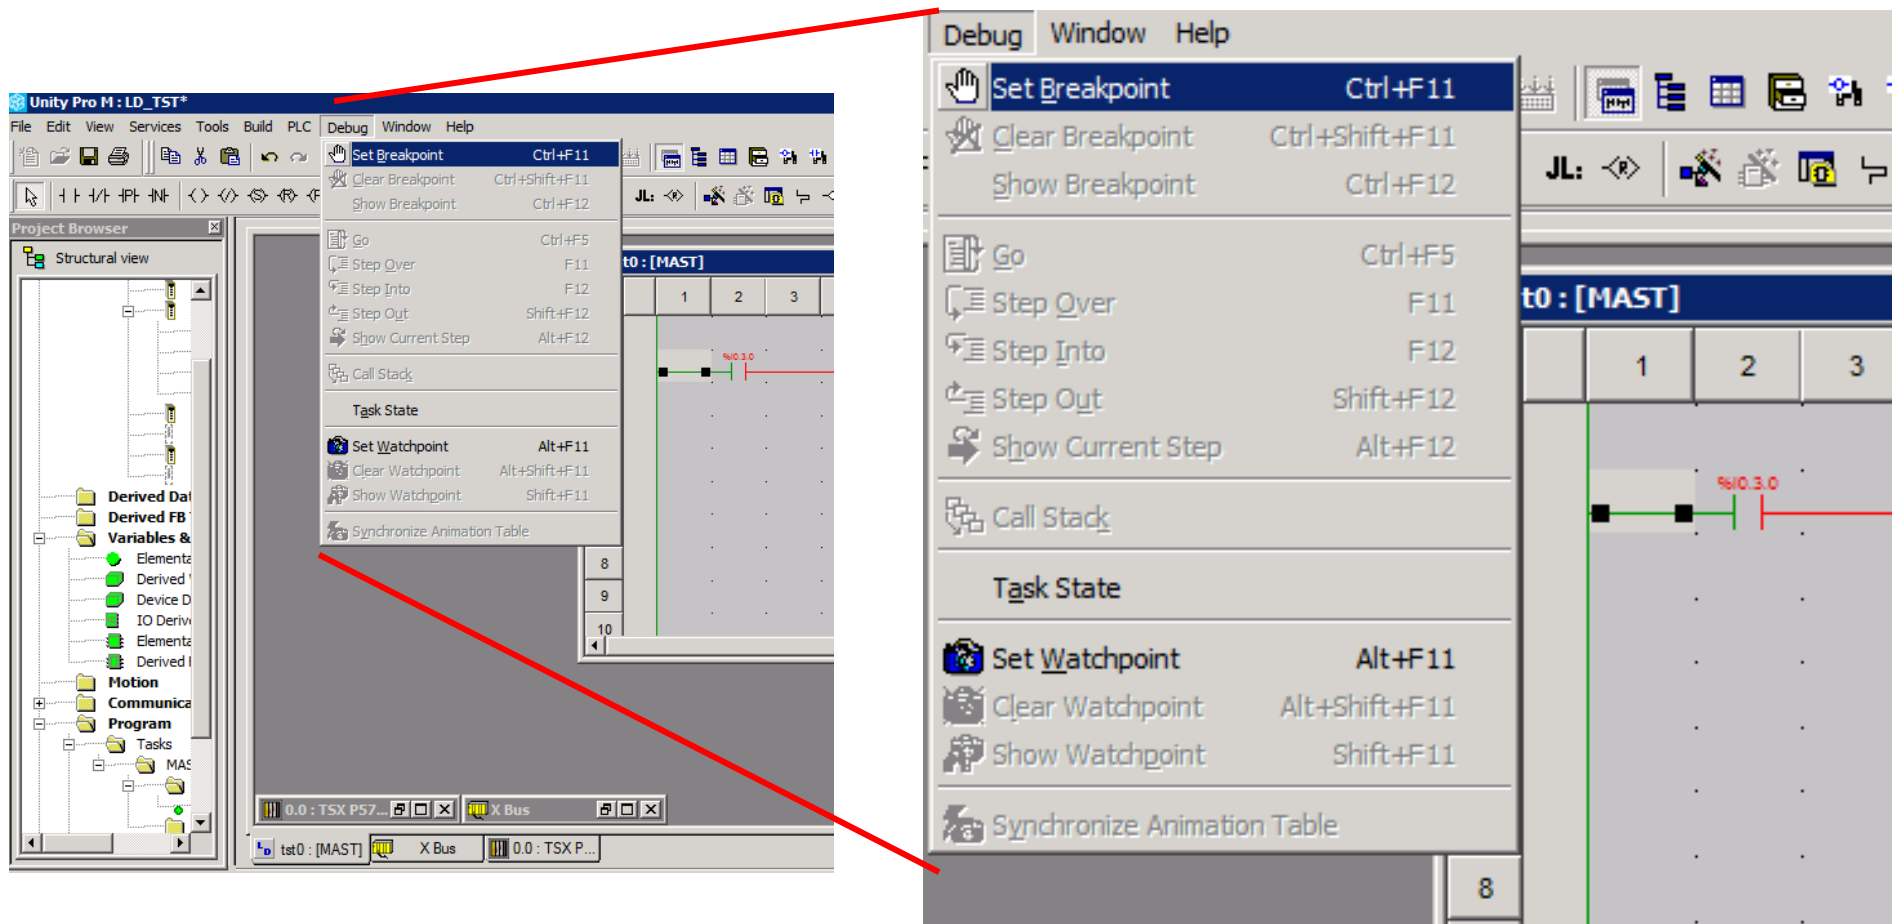 Unity Pro M : LD_TST*
File Edit View Services Tools Build PLC Debug Window Help
Set Breakpoint Ctrl+F11
Clear Breakpoint Ctrl+Shift+F11
Show Breakpoint Ctrl+F12
Go Ctrl+F5
Step Over F11
Step Into F12
Step Out Shift+F12
Show Current Step Alt+F12
Call Stack
Task State
Set Watchpoint Alt+F11
Clear Watchpoint Alt+Shift+F11
Show Watchpoint Shift+F11
Synchronize Animation Table
JL:
Project Browser
Structural view
Derived Dat
Derived FB
Variables &
Elementa
Derived
Device D
IO Deriv
Elementa
Derived
Motion
Communica
Program
Tasks
MAS
t0 : [MAST]
1 2 3
%I0.3.0
8
9
10
0.0 : TSX P57...
X Bus
tst0 : [MAST]
X Bus
0.0 : TSX P...
Debug Window Help
Set Breakpoint Ctrl+F11
Clear Breakpoint Ctrl+Shift+F11
Show Breakpoint Ctrl+F12
Go Ctrl+F5
Step Over F11
Step Into F12
Step Out Shift+F12
Show Current Step Alt+F12
Call Stack
Task State
Set Watchpoint Alt+F11
Clear Watchpoint Alt+Shift+F11
Show Watchpoint Shift+F11
Synchronize Animation Table
JL:
t0 : [MAST]
1 2 3
%I0.3.0
8